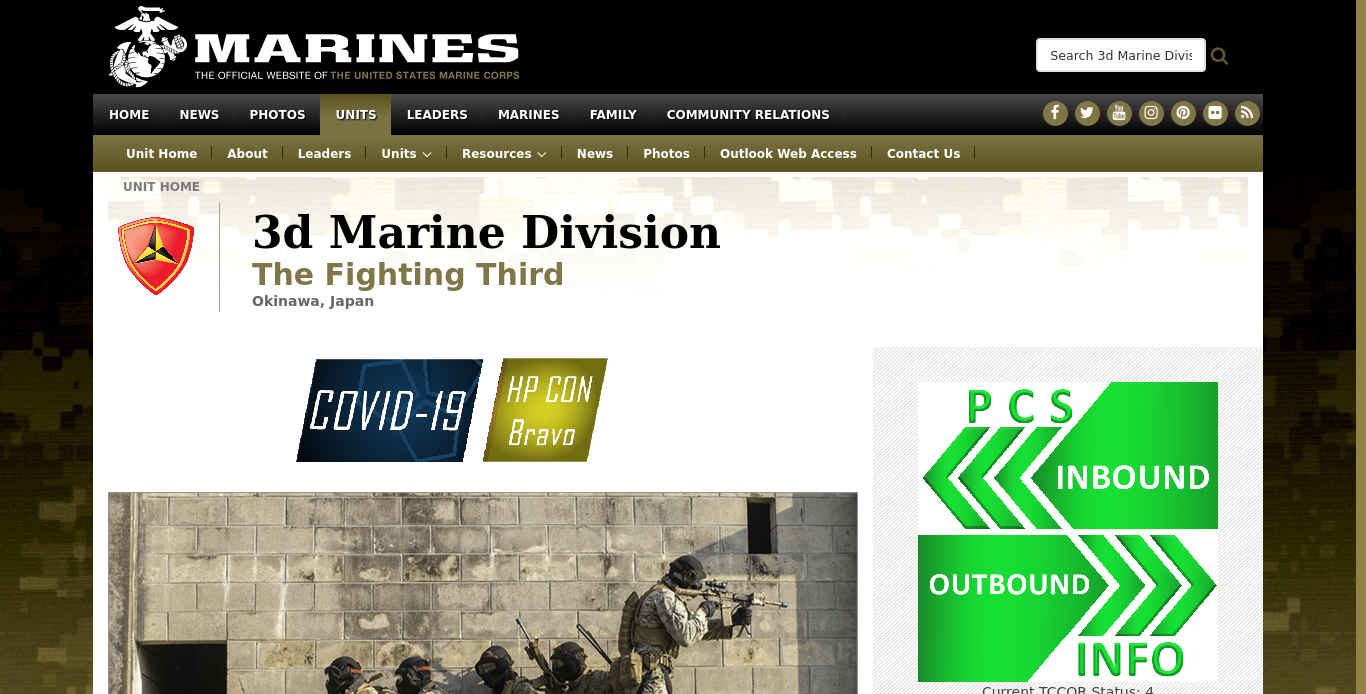 MARINES
THE OFFICIAL WEBSITE OF THE UNITED STATES MARINE CORPS
Search 3d Marine Divis
HOME NEWS PHOTOS UNITS LEADERS MARINES FAMILY COMMUNITY RELATIONS
You
Tube
Unit Home About Leaders Units Resources News Photos Outlook Web Access Contact Us
UNIT HOME
3d Marine Division
The Fighting Third
Okinawa, Japan
COVID-19
HP CON
Bravo
PCS
INBOUND
OUTBOUND
INFO
Current TCCOR Status: 4